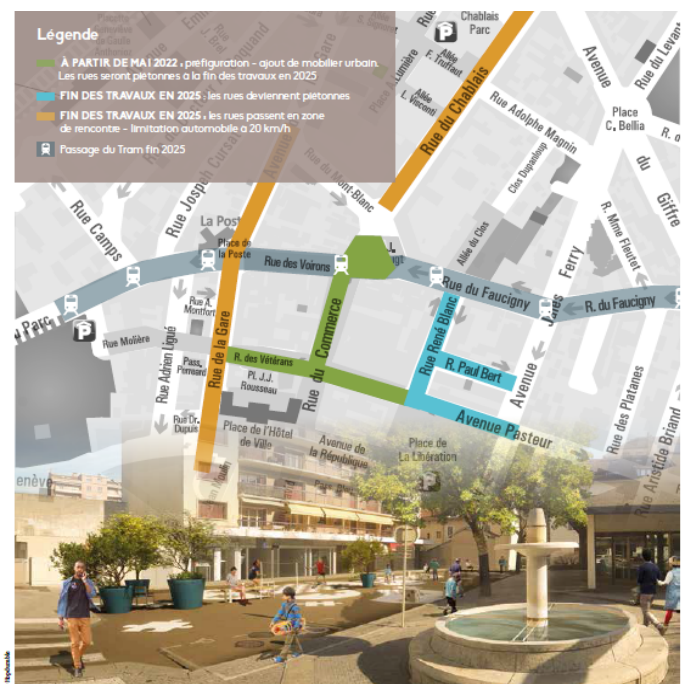 Légende
À PARTIR DE MAI 2022 : préfiguration - ajout de mobilier urbain.
Les rues seront piétonnes à la fin des travaux en 2025
FIN DES TRAVAUX EN 2025 : les rues deviennent piétonnes
FIN DES TRAVAUX EN 2025 : les rues passent en zone
de rencontre - limitation automobile à 20 km/h
Passage du Tram fin 2025
Chablais
Parc
P
Allée
F. Truffaut
Allée
L. Visconti
Rue du Chablais
Avenue
Rue du Levant
Place
C. Bellia
Rue Adolphe Magnin
Clos Dupanloup
du
Giffre
R. Mme Fleutet
Rue du Mont-Blanc
Rue Jospeh Cursat
Rue Camps
La Post
Place de
la Poste
Rue des Voirons
Allée du Clos
Rue du Faucigny
Jules Ferry
R. du Faucigny
u Parc
P
Rue A.
Montfort
Rue Molière
Rue Adrien Ligué
Pass.
Perreard
Rue de la Gare
R. des Vétérans
Rue du Commerce
Rue René Blanc
R. Paul Bert
Avenue
Avenue Pasteur
Pl. J.J.
Rousseau
Rue Dr.
Dupuis
Place de l'Hôtel
de Ville
Avenue de
la République
Place de
La Libération
P
Rue des Platanes
Rue Aristide Briand
enève